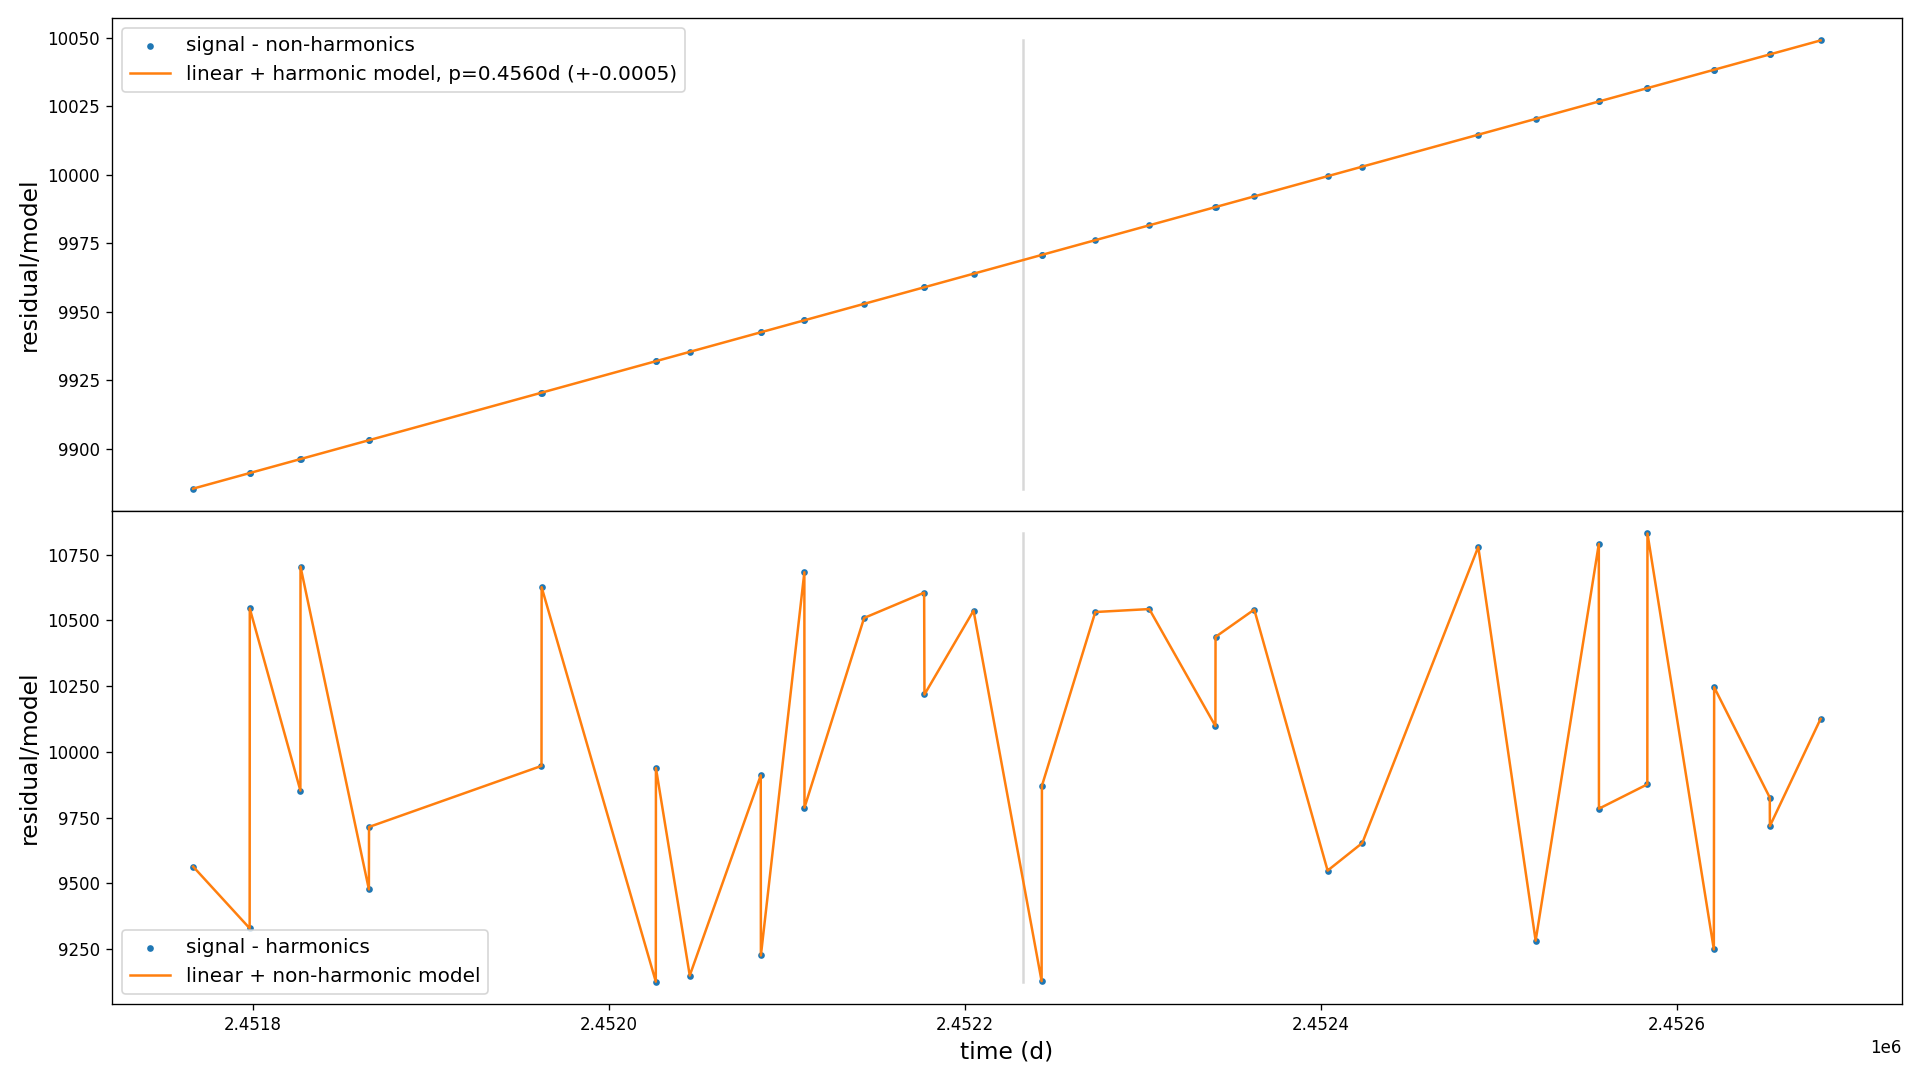 signal - non-harmonics
linear + harmonic model, p=0.4560d (+-0.0005)
10050
10025
10000
9975
9950
9925
9900
residual/model
10750
10500
10250
10000
9750
9500
9250
residual/model
signal - harmonics
linear + non-harmonic model
2.4518
2.4520
2.4522
2.4524
2.4526
time (d)
1e6